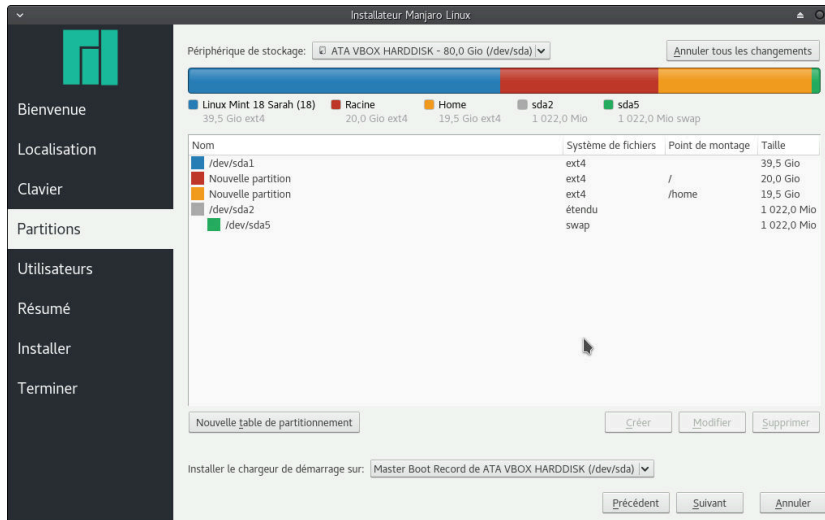 Installateur Manjaro Linux
Périphérique de stockage: ATA VBOX HARDDISK - 80,0 Gio (/dev/sda) Annuler tous les changements
Linux Mint 18 Sarah (18) Racine Home sda2 sda5
39,5 Gio ext4 20,0 Gio ext4 19,5 Gio ext4 1 022,0 Mio 1 022,0 Mio swap
Bienvenue
Localisation
Clavier
Partitions
Utilisateurs
Résumé
Installer
Terminer
Nom Système de fichiers Point de montage Taille
/dev/sda1 ext4 39,5 Gio
Nouvelle partition ext4 / 20,0 Gio
Nouvelle partition ext4 /home 19,5 Gio
/dev/sda2 étendu 1 022,0 Mio
/dev/sda5 swap 1 022,0 Mio
Nouvelle table de partitionnement Créer Modifier Supprimer
Installer le chargeur de démarrage sur: Master Boot Record de ATA VBOX HARDDISK (/dev/sda)
Précédent Suivant Annuler